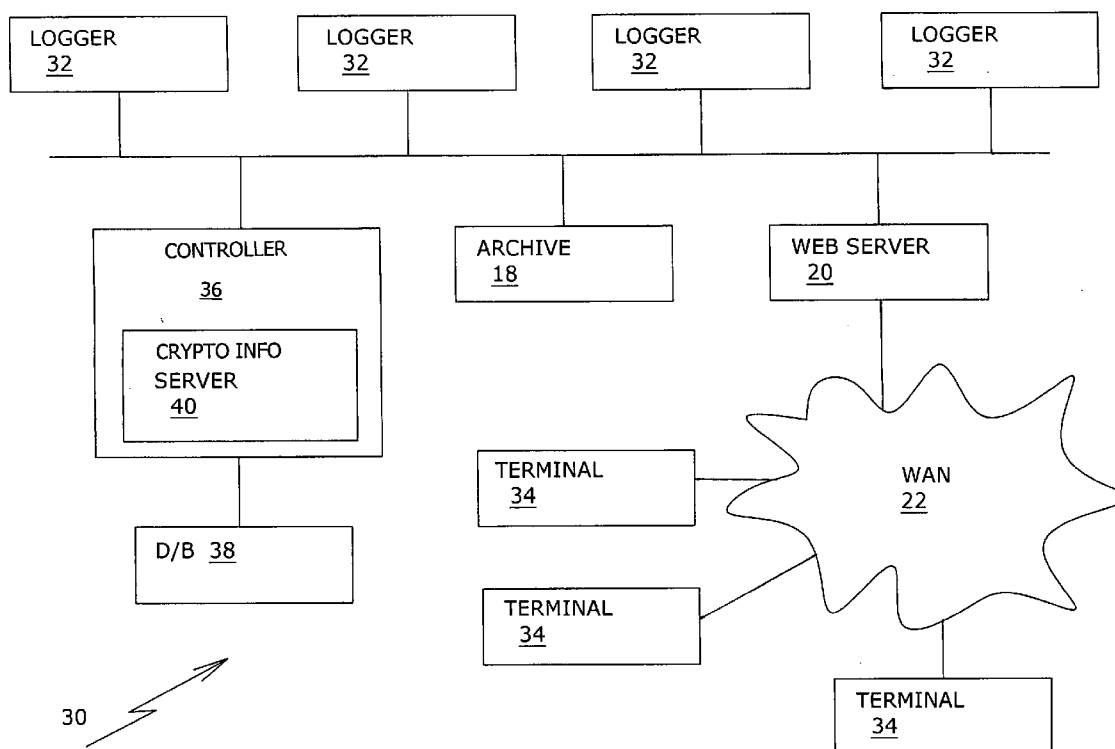 LOGGER
32
LOGGER
32
LOGGER
32
LOGGER
32
CONTROLLER
36
CRYPTO INFO
SERVER
40
ARCHIVE
18
WEB SERVER
20
D/B 38
TERMINAL
34
WAN
22
TERMINAL
34
TERMINAL
34
30